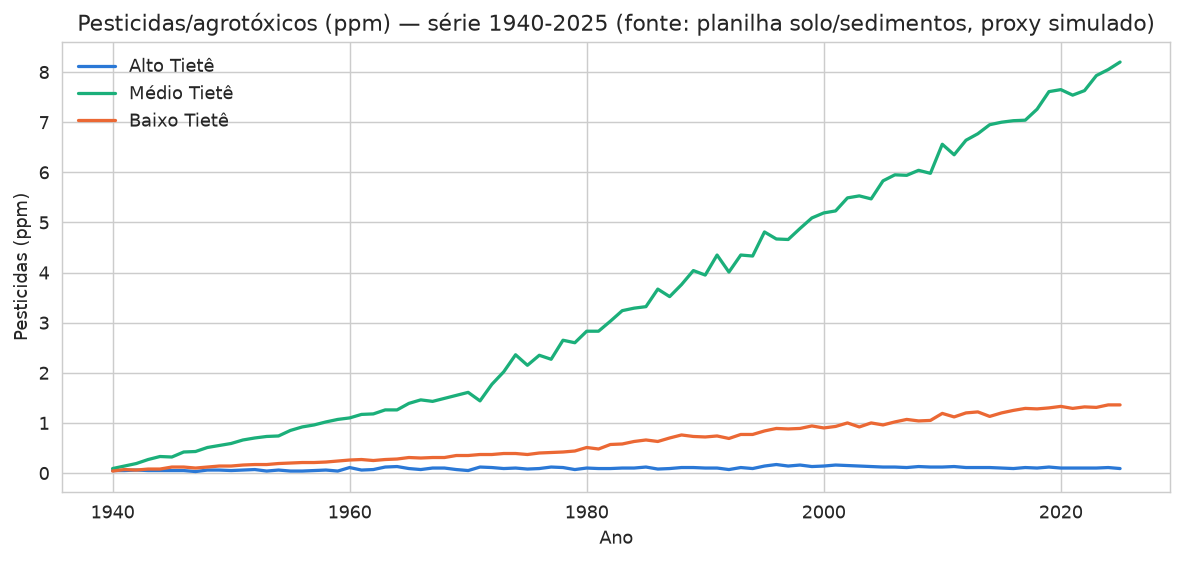 Pesticidas/agrotóxicos (ppm) — série 1940-2025 (fonte: planilha solo/sedimentos, proxy simulado)
Alto Tietê
Médio Tietê
Baixo Tietê
Pesticidas (ppm)
8
7
6
5
4
3
2
1
0
1940 1960 1980 2000 2020
Ano